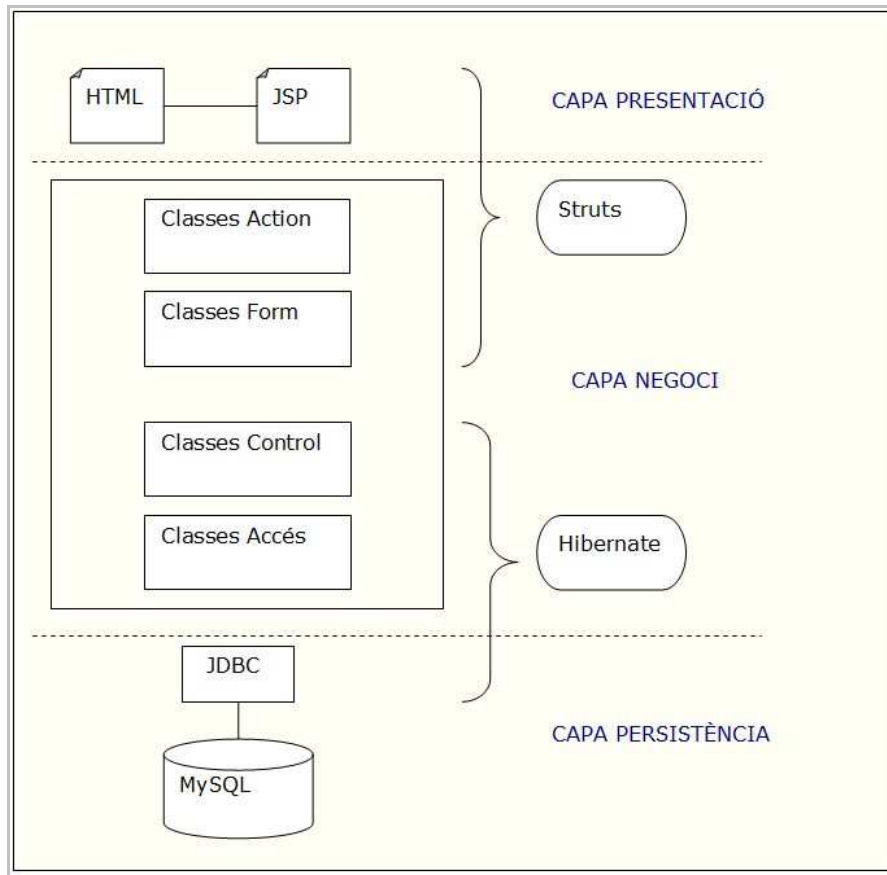 HTML
JSP
CAPA PRESENTACIÓ
Classes Action
Struts
Classes Form
CAPA NEGOCI
Classes Control
Classes Accés
Hibernate
JDBC
CAPA PERSISTÈNCIA
MySQL